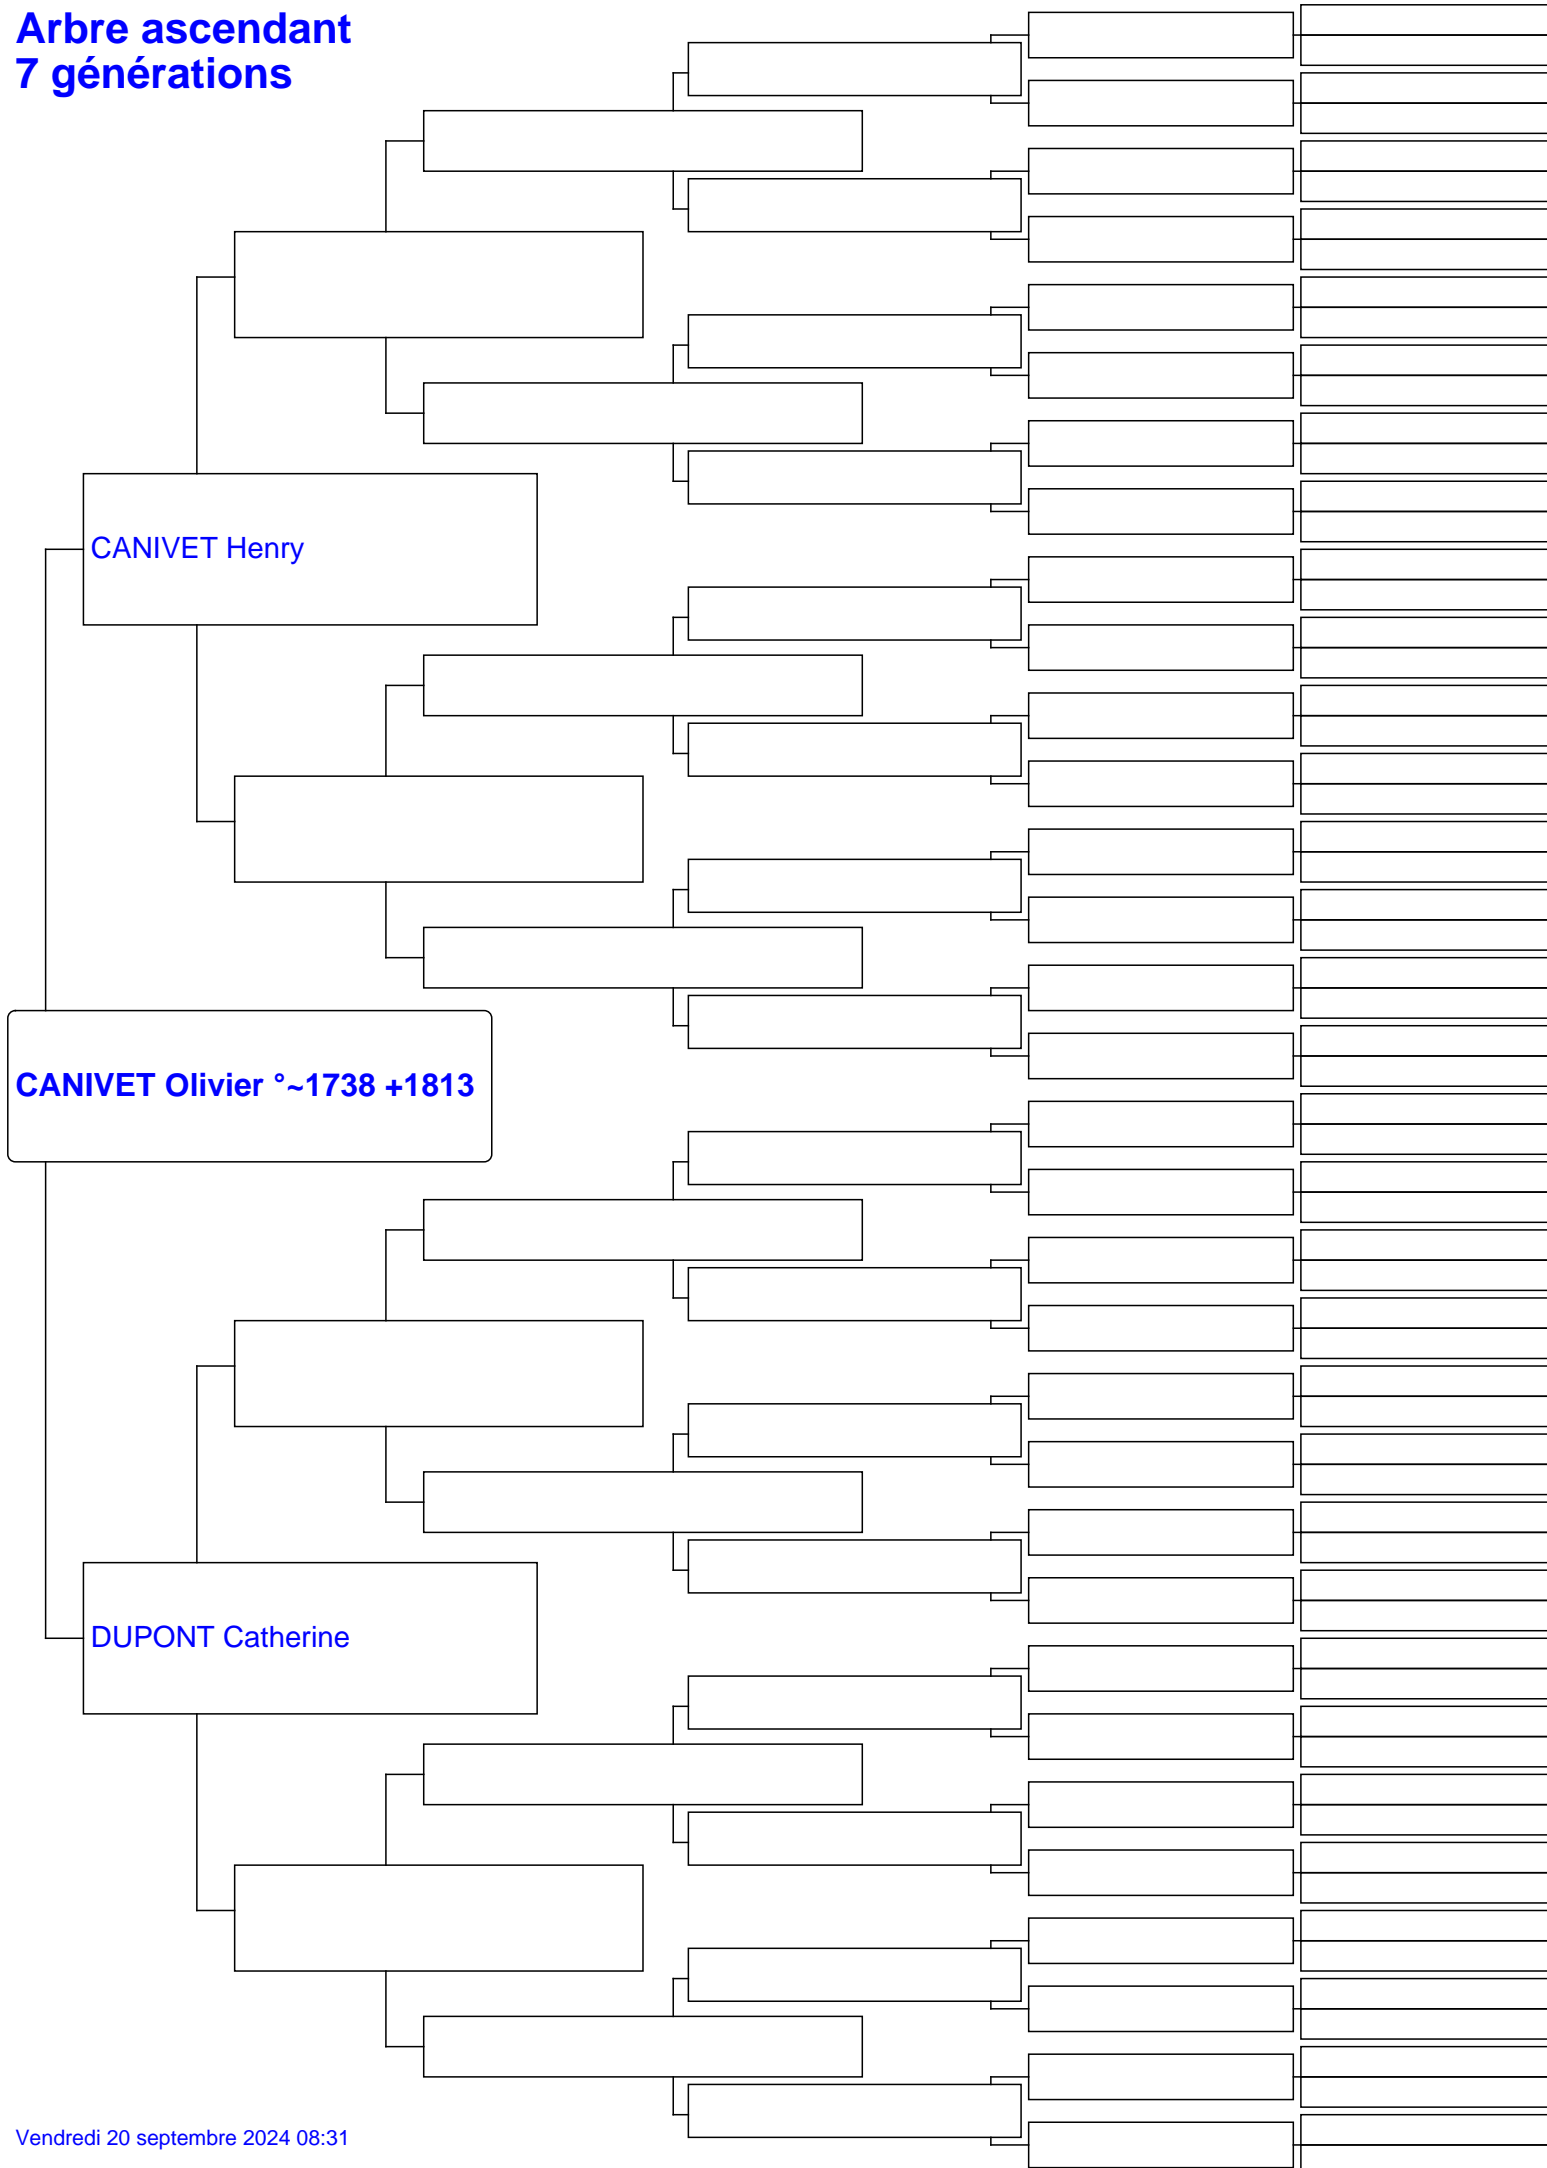 Arbre ascendant
7 générations
CANIVET Henry
CANIVET Olivier °~1738 +1813
DUPONT Catherine
Vendredi 20 septembre 2024 08:31